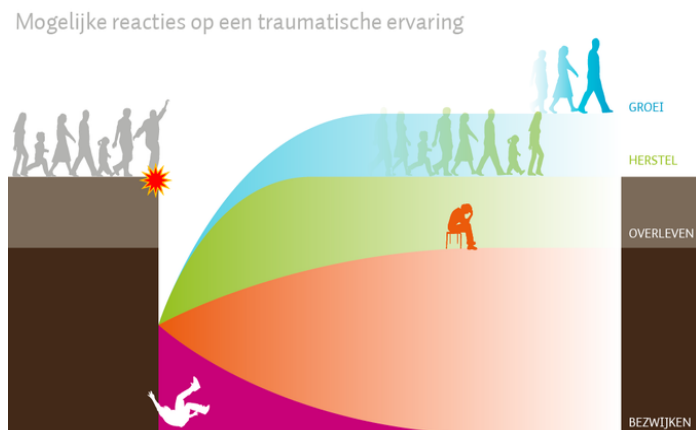 Mogelijke reacties op een traumatische ervaring
GROEI
HERSTEL
OVERLEVEN
BEZWIJKEN